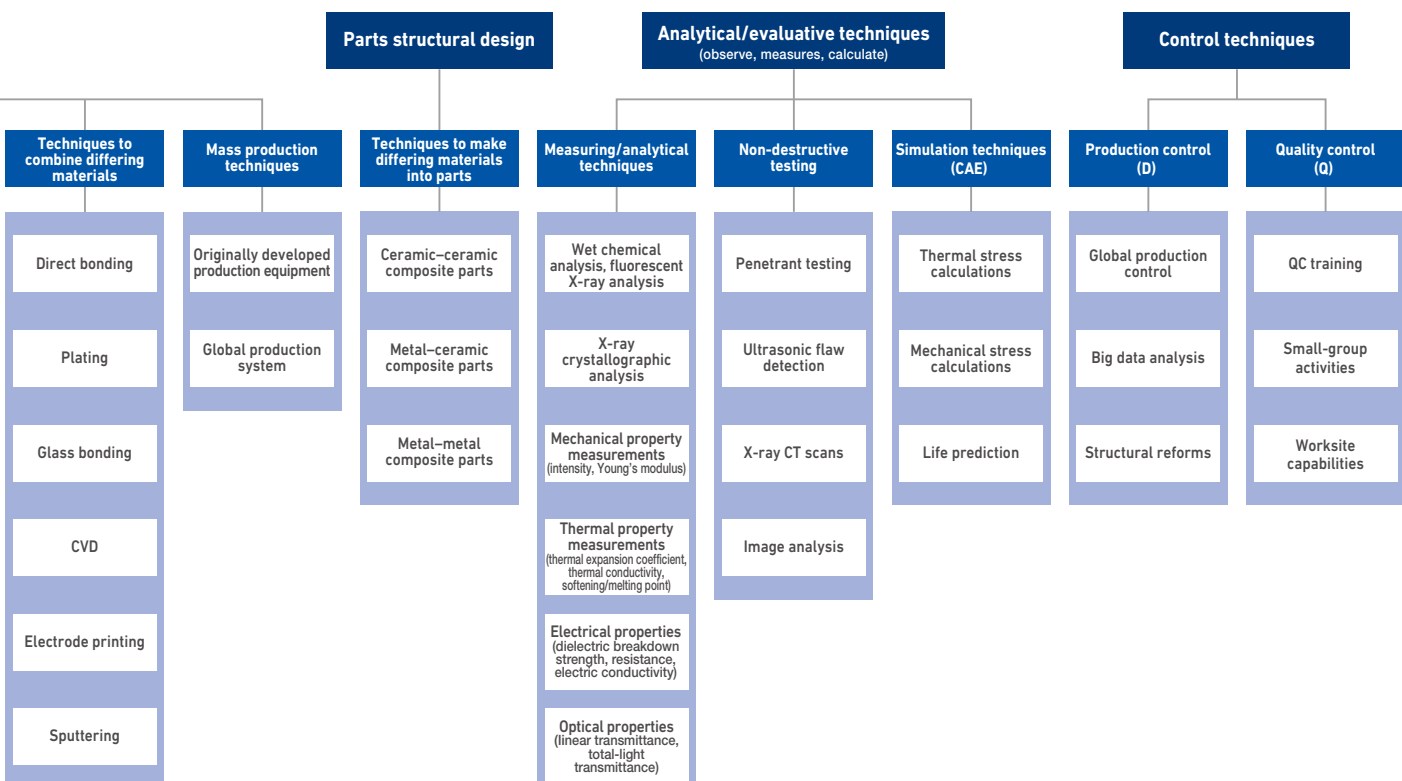 Parts structural design
Analytical/evaluative techniques
(observe, measures, calculate)
Control techniques
Techniques to
combine differing
materials
Mass production
techniques
Techniques to make
differing materials
into parts
Measuring/analytical
techniques
Non-destructive
testing
Simulation techniques
(CAE)
Production control
(D)
Quality control
(Q)
Direct bonding
Plating
Glass bonding
CVD
Electrode printing
Sputtering
Originally developed
production equipment
Global production
system
Ceramic–ceramic
composite parts
Metal–ceramic
composite parts
Metal–metal
composite parts
Wet chemical
analysis, fluorescent
X-ray analysis
X-ray
crystallographic
analysis
Mechanical property
measurements
(intensity, Young's modulus)
Thermal property
measurements
(thermal expansion coefficient,
thermal conductivity,
softening/melting point)
Electrical properties
(dielectric breakdown
strength, resistance,
electric conductivity)
Optical properties
(linear transmittance,
total-light
transmittance)
Penetrant testing
Ultrasonic flaw
detection
X-ray CT scans
Image analysis
Thermal stress
calculations
Mechanical stress
calculations
Life prediction
Global production
control
Big data analysis
Structural reforms
QC training
Small-group
activities
Worksite
capabilities